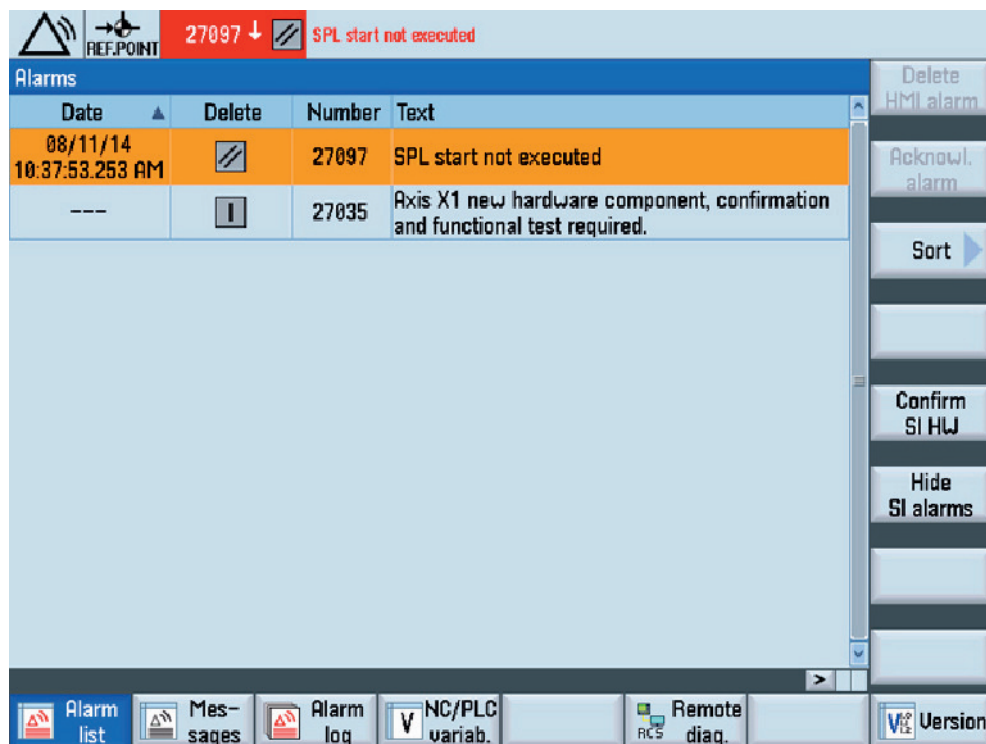 REF.POINT
27097 ↓
SPL start not executed
Alarms
Date ▲ Delete Number Text
08/11/14
10:37:53.253 AM
27097
SPL start not executed
---
27035
Axis X1 new hardware component, confirmation
and functional test required.
Delete
HMI alarm
Acknowl.
alarm
Sort
Confirm
SI HW
Hide
SI alarms
>
Alarm
list
Mes-
sages
Alarm
log
V
NC/PLC
variab.
RCS
Remote
diag.
Version